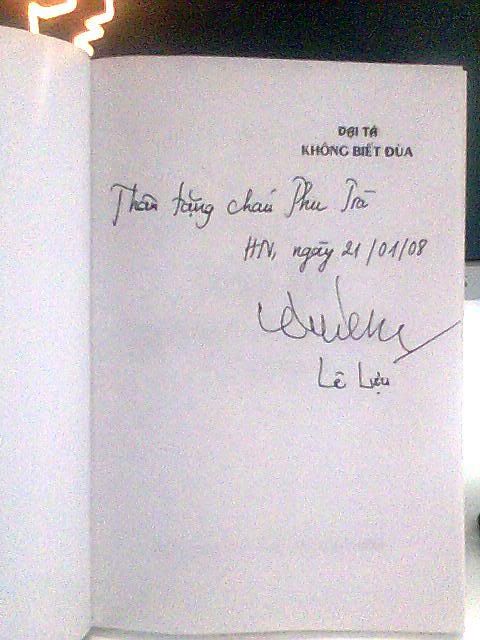 ĐẠI TÁ
KHÔNG BIẾT ĐÙA
Thân tặng cháu Phu Trà
HN, ngày 21/01/08
Lê Lựu